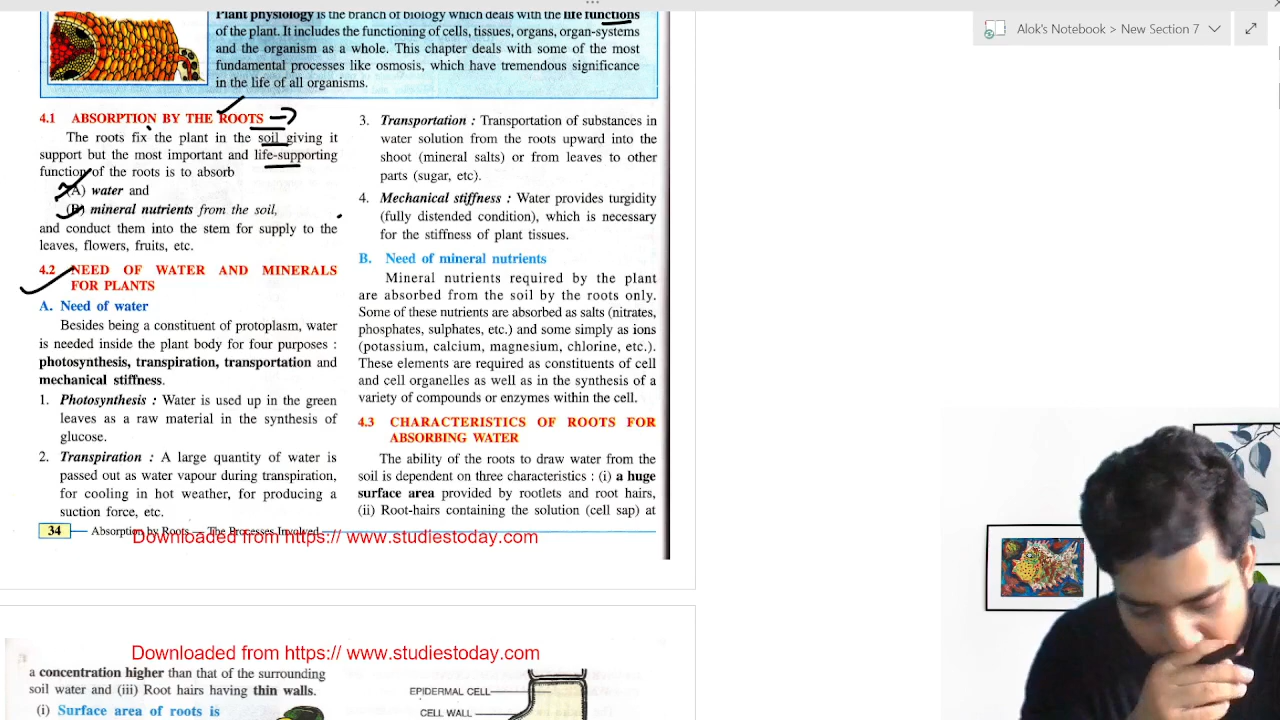 Alok's Notebook > New Section 7
Plant physiology is the branch of biology which deals with the life functions
of the plant. It includes the functioning of cells, tissues, organs, organ-systems
and the organism as a whole. This chapter deals with some of the most
fundamental processes like osmosis, which have tremendous significance
in the life of all organisms.
4.1 ABSORPTION BY THE ROOTS
The roots fix the plant in the soil giving it
support but the most important and life-supporting
function of the roots is to absorb
(A) water and
(B) mineral nutrients from the soil,
and conduct them into the stem for supply to the
leaves, flowers, fruits, etc.
4.2 NEED OF WATER AND MINERALS
FOR PLANTS
A. Need of water
Besides being a constituent of protoplasm, water
is needed inside the plant body for four purposes :
photosynthesis, transpiration, transportation and
mechanical stiffness.
1. Photosynthesis : Water is used up in the green
leaves as a raw material in the synthesis of
glucose.
2. Transpiration : A large quantity of water is
passed out as water vapour during transpiration,
for cooling in hot weather, for producing a
suction force, etc.
3. Transportation : Transportation of substances in
water solution from the roots upward into the
shoot (mineral salts) or from leaves to other
parts (sugar, etc).
4. Mechanical stiffness : Water provides turgidity
(fully distended condition), which is necessary
for the stiffness of plant tissues.
B. Need of mineral nutrients
Mineral nutrients required by the plant
are absorbed from the soil by the roots only.
Some of these nutrients are absorbed as salts (nitrates,
phosphates, sulphates, etc.) and some simply as ions
(potassium, calcium, magnesium, chlorine, etc.).
These elements are required as constituents of cell
and cell organelles as well as in the synthesis of a
variety of compounds or enzymes within the cell.
4.3 CHARACTERISTICS OF ROOTS FOR
ABSORBING WATER
The ability of the roots to draw water from the
soil is dependent on three characteristics : (i) a huge
surface area provided by rootlets and root hairs,
(ii) Root-hairs containing the solution (cell sap) at
34 Absorption by Roots — The Processes Involved
Downloaded from https:// www.studiestoday.com
Downloaded from https:// www.studiestoday.com
a concentration higher than that of the surrounding
soil water and (iii) Root hairs having thin walls.
(i) Surface area of roots is
EPIDERMAL CELL
CELL WALL